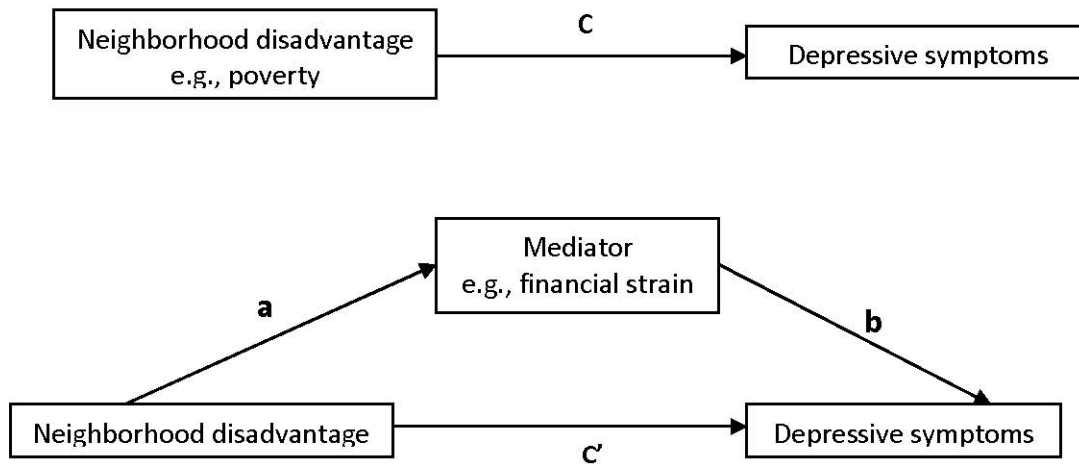 Neighborhood disadvantage
e.g., poverty
C
Depressive symptoms
Mediator
e.g., financial strain
a
b
Neighborhood disadvantage
C’
Depressive symptoms